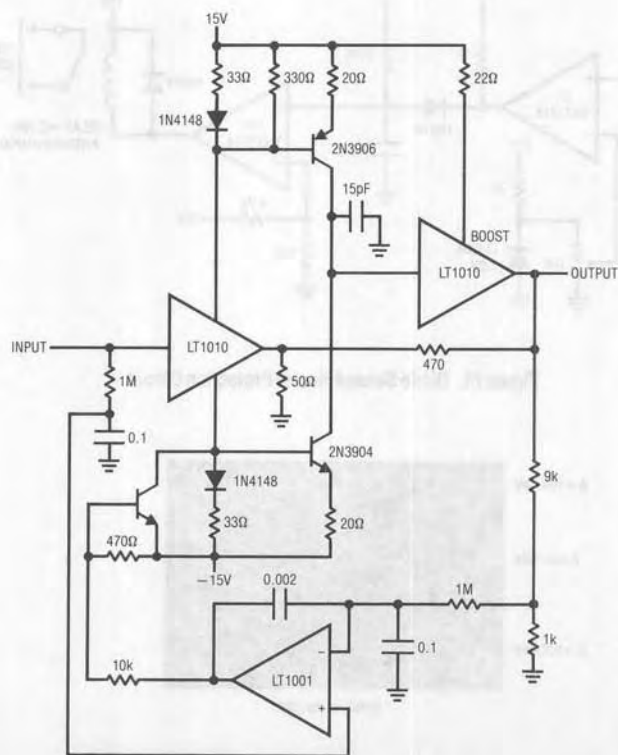 15V
33Ω
330Ω
20Ω
22Ω
1N4148
2N3906
15pF
BOOST
LT1010
OUTPUT
INPUT
LT1010
470
50Ω
1M
0.1
2N3904
1N4148
9k
33Ω
20Ω
470Ω
−15V
0.002
1M
10k
−
0.1
1k
LT1001
+